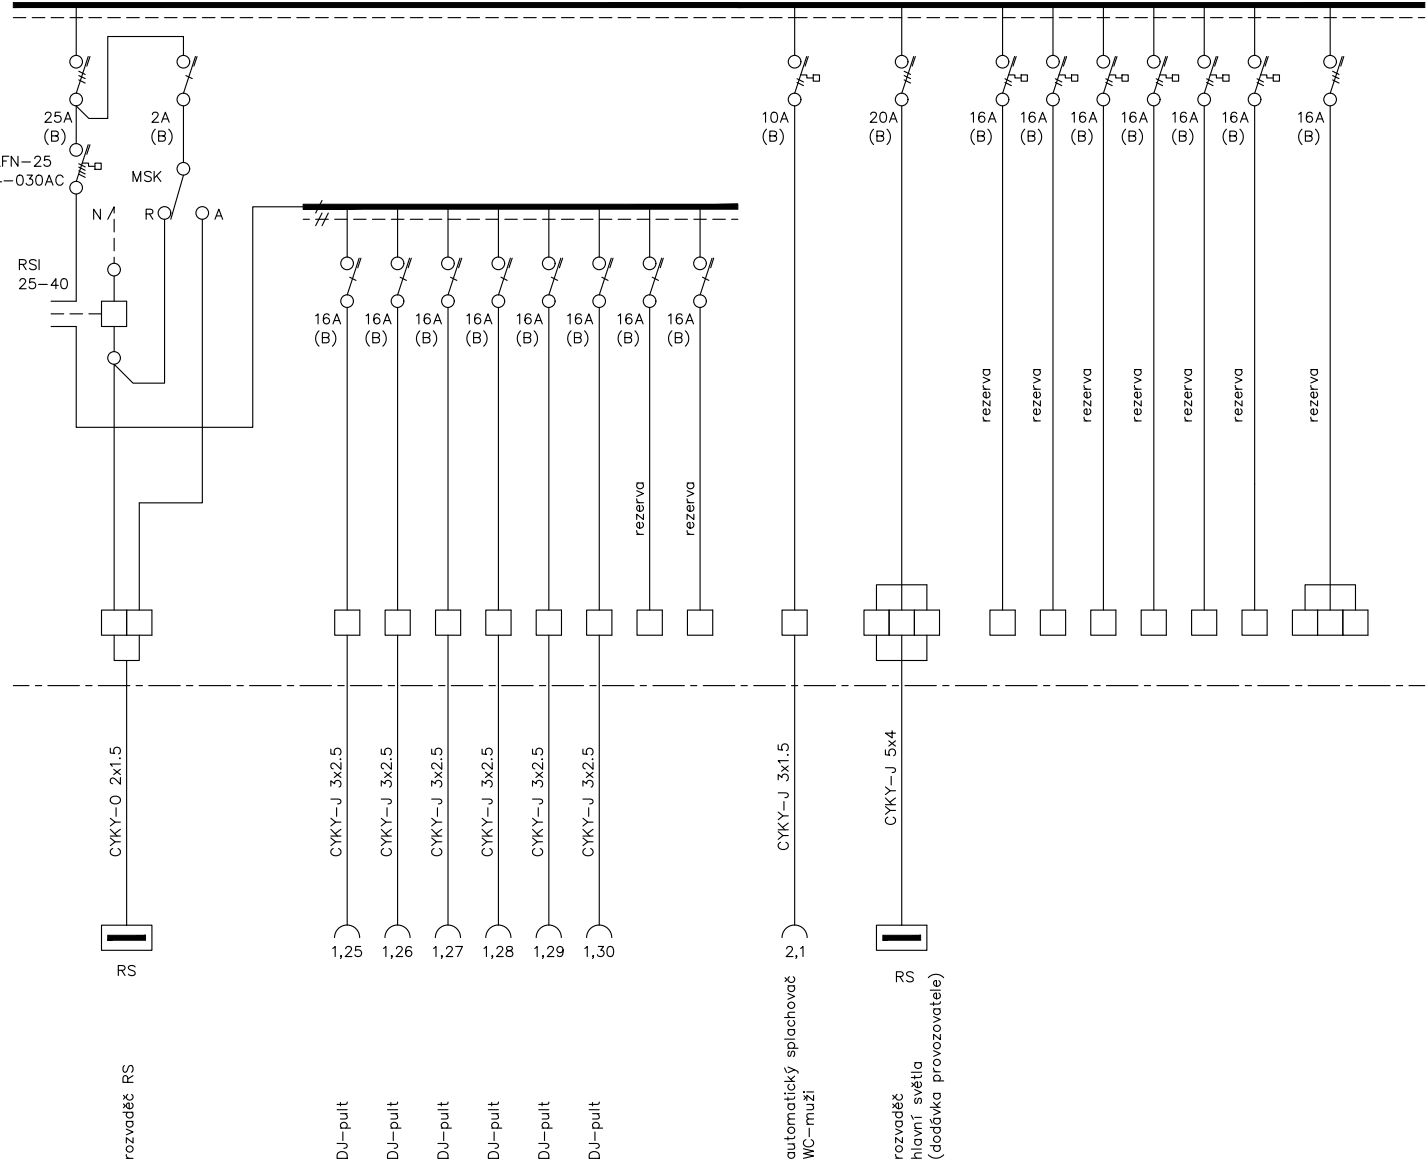 25A
(B)
2A
(B)
10A
(B)
20A
(B)
16A
(B)
16A
(B)
16A
(B)
16A
(B)
16A
(B)
16A
(B)
16A
(B)
FN-25
-030AC
MSK
N
R
A
RSI
25-40
16A
(B)
16A
(B)
16A
(B)
16A
(B)
16A
(B)
16A
(B)
16A
(B)
16A
(B)
rezerva
rezerva
rezerva
rezerva
rezerva
rezerva
rezerva
rezerva
rezerva
CYKY-O 2x1.5
CYKY-J 3x2.5
CYKY-J 3x2.5
CYKY-J 3x2.5
CYKY-J 3x2.5
CYKY-J 3x2.5
CYKY-J 3x2.5
CYKY-J 3x1.5
CYKY-J 5x4
RS
1,25
1,26
1,27
1,28
1,29
1,30
2,1
RS
rozvaděč RS
DJ-pult
DJ-pult
DJ-pult
DJ-pult
DJ-pult
DJ-pult
automatický splachovač
WC-muži
rozvaděč
hlavní světla
(dodávka provozovatele)